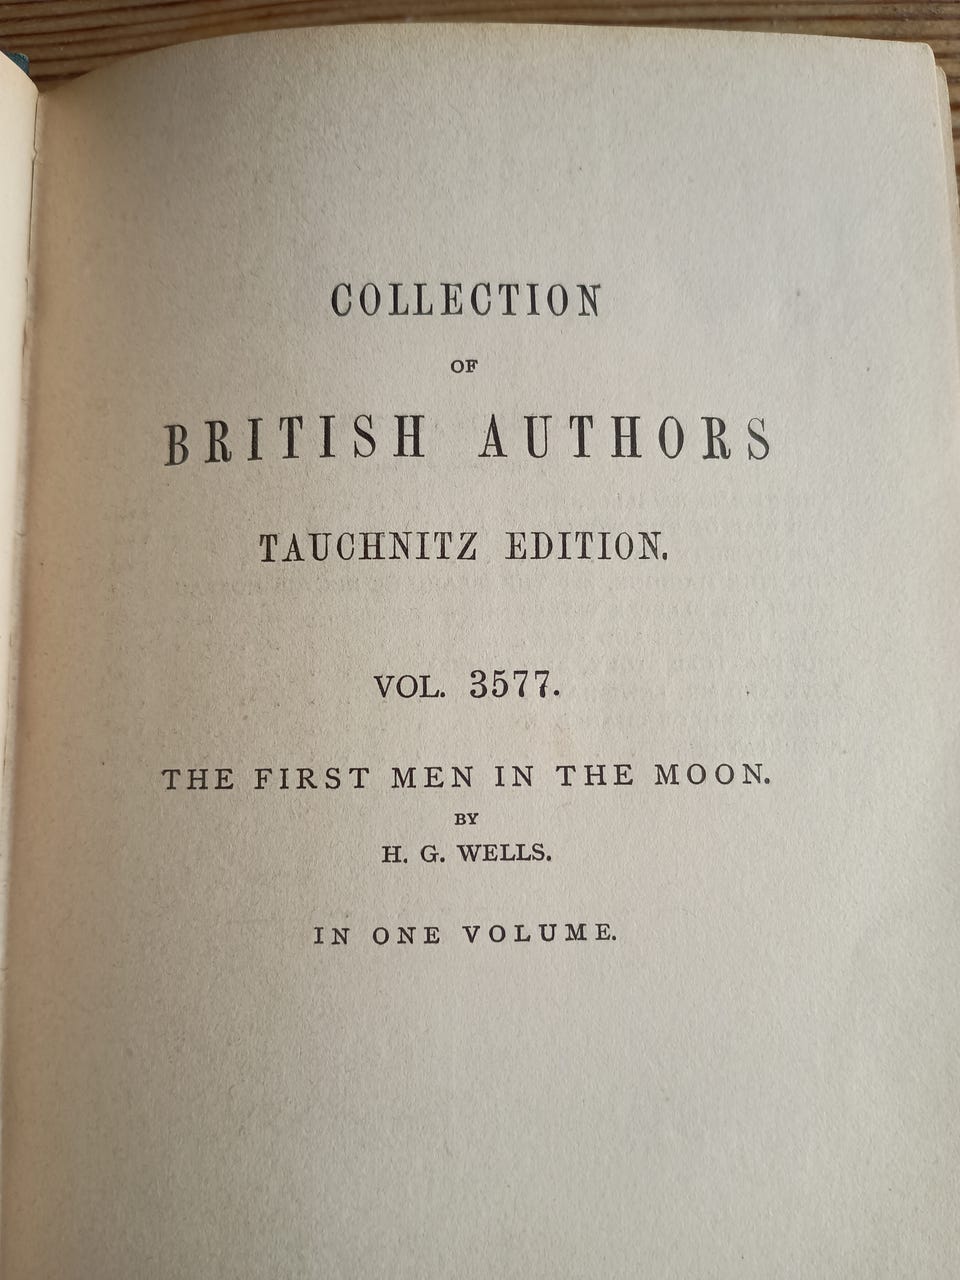 COLLECTION
OF
BRITISH AUTHORS
TAUCHNITZ EDITION.
VOL. 3577.
THE FIRST MEN IN THE MOON.
BY
H. G. WELLS.
IN ONE VOLUME.